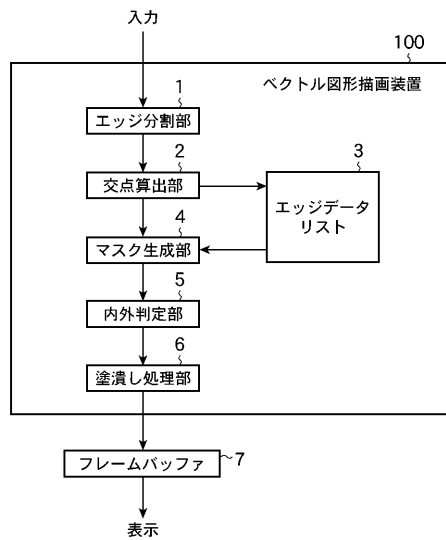 入力
100
ベクトル図形描画装置
1
エッジ分割部
2
交点算出部
3
エッジデータ
リスト
4
マスク生成部
5
内外判定部
6
塗潰し処理部
フレームバッファ
7
表示